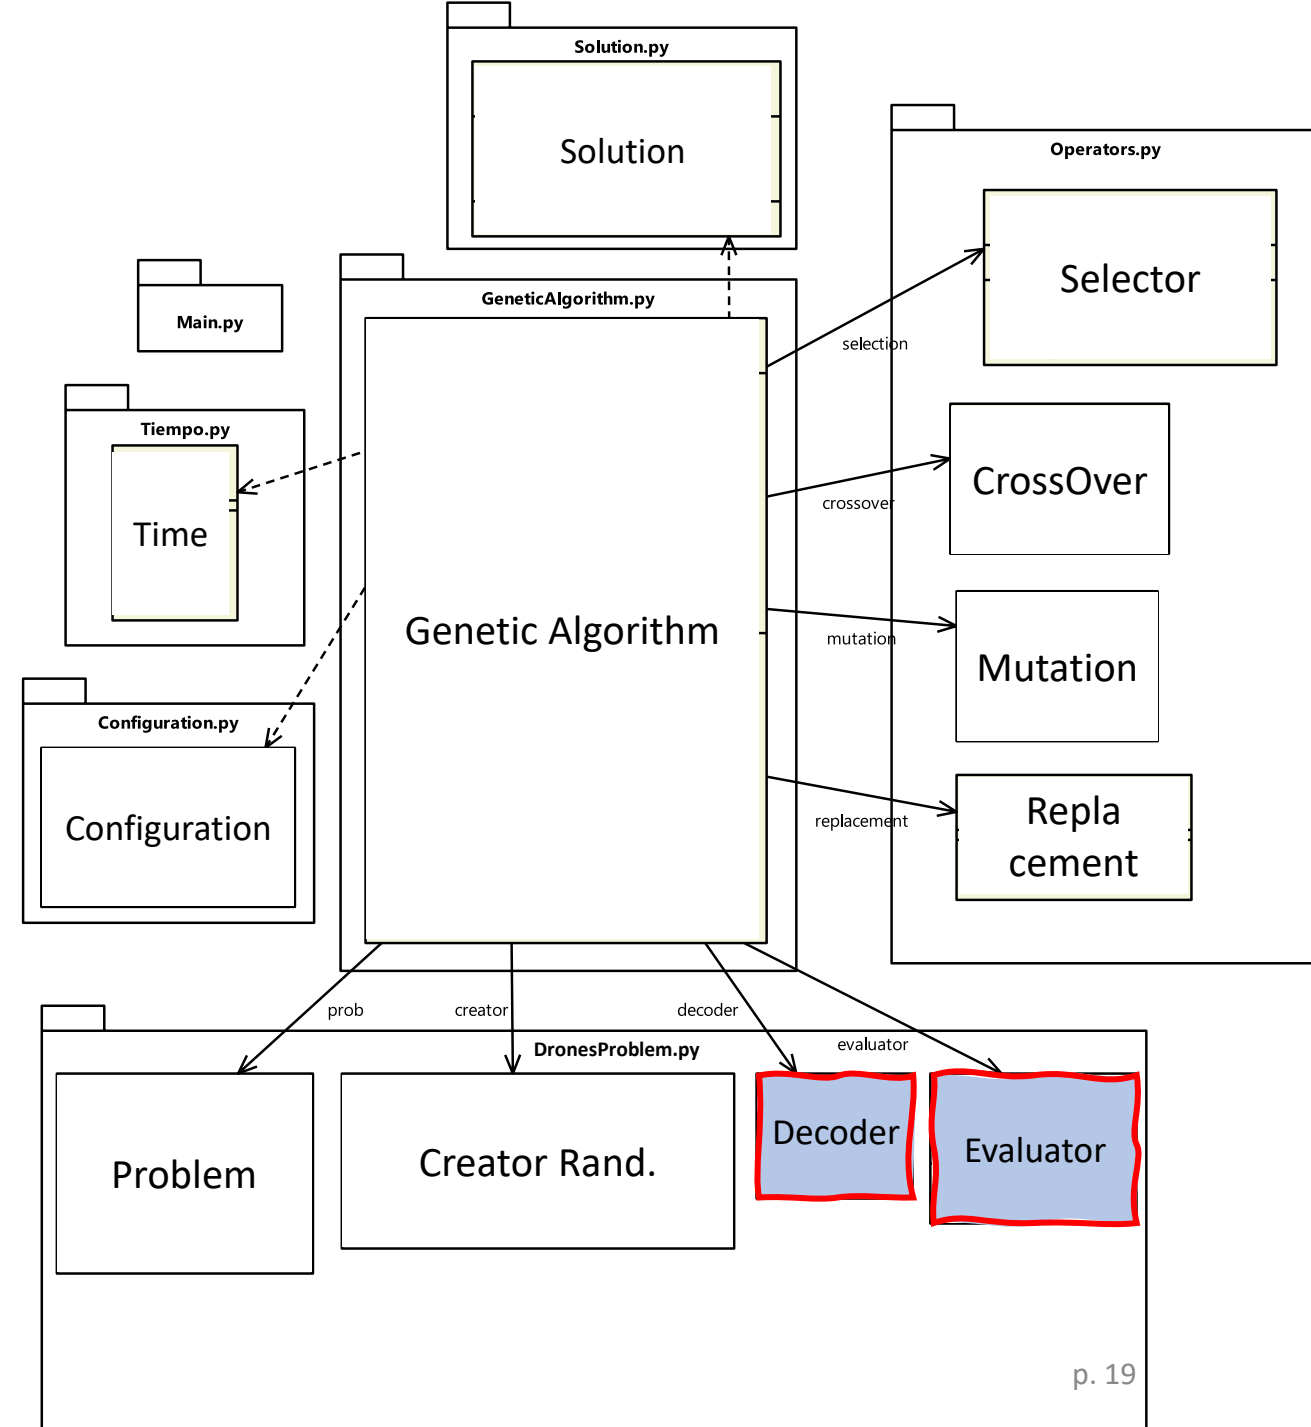 Solution.py
Solution
Operators.py
Selector
GeneticAlgorithm.py
Main.py
selection
Tiempo.py
Time
CrossOver
crossover
Genetic Algorithm
mutation
Mutation
Configuration.py
Configuration
replacement
Repla
cement
prob
creator
decoder
evaluator
DronesProblem.py
Problem
Creator Rand.
Decoder
Evaluator
p. 19